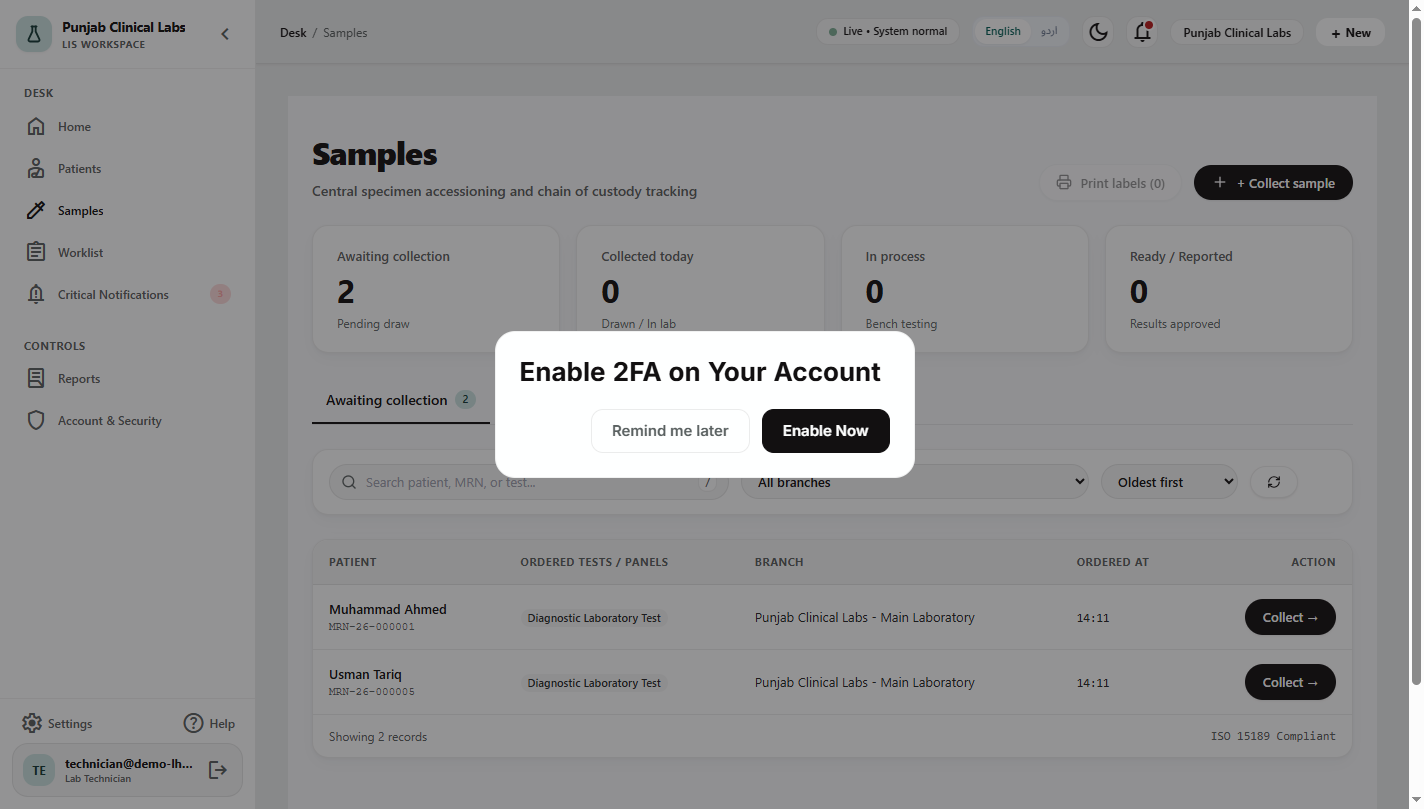 Punjab Clinical Labs
LIS WORKSPACE
DESK
Home
Patients
Samples
Worklist
Critical Notifications 3
CONTROLS
Reports
Account & Security
Settings Help
TE
technician@demo-lh...
Lab Technician
Desk / Samples
Live • System normal
English اردو
Punjab Clinical Labs
+ New
Samples
Central specimen accessioning and chain of custody tracking
Print labels (0)
+ Collect sample
Awaiting collection
2
Pending draw
Collected today
0
Drawn / In lab
In process
0
Bench testing
Ready / Reported
0
Results approved
Enable 2FA on Your Account
Remind me later Enable Now
Awaiting collection 2
Search patient, MRN, or test... /
All branches
Oldest first
PATIENT ORDERED TESTS / PANELS BRANCH ORDERED AT ACTION
Muhammad Ahmed
MRN-26-000001
Diagnostic Laboratory Test Punjab Clinical Labs - Main Laboratory 14:11 Collect →
Usman Tariq
MRN-26-000005
Diagnostic Laboratory Test Punjab Clinical Labs - Main Laboratory 14:11 Collect →
Showing 2 records ISO 15189 Compliant